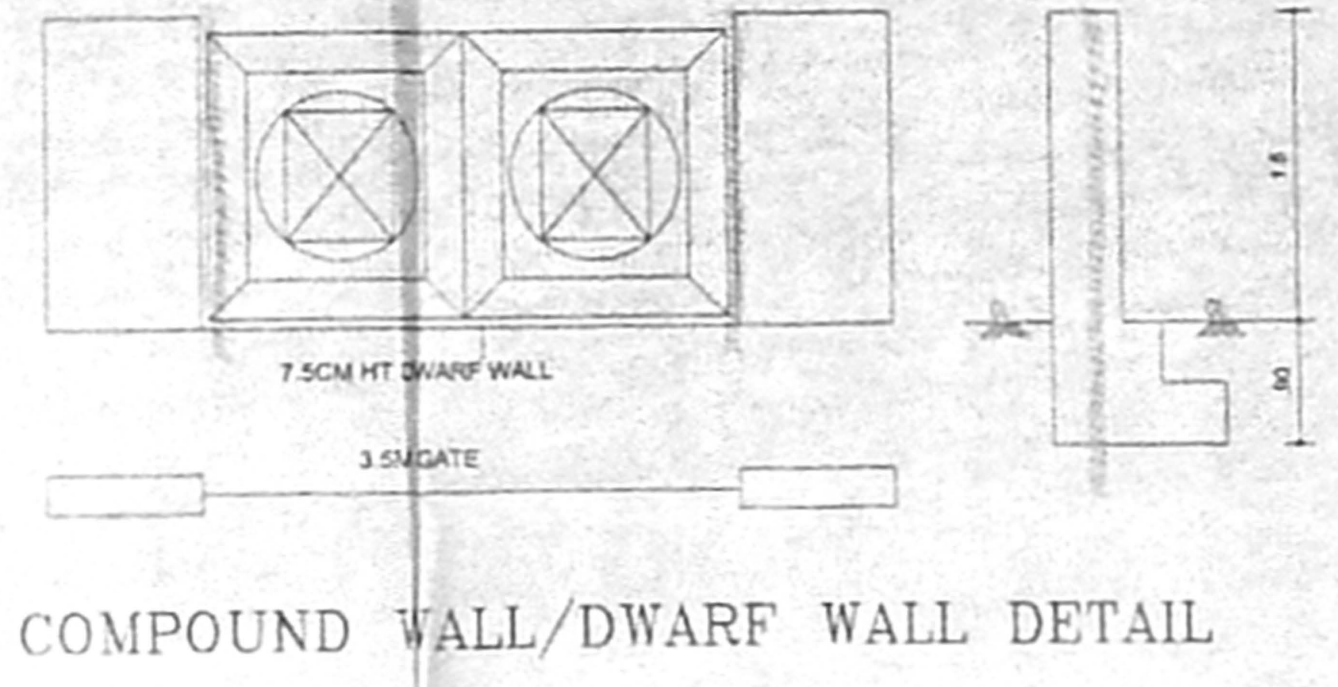 1.5
7.5CM HT DWARF WALL
.60
3.5M GATE
COMPOUND WALL/DWARF WALL DETAIL